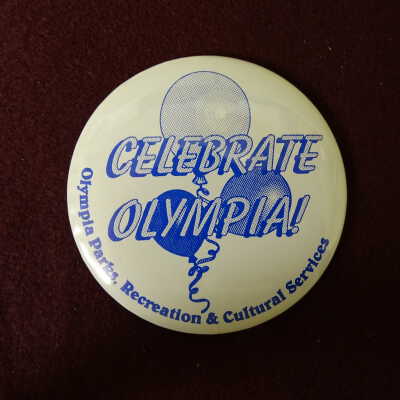 CELEBRATE
OLYMPIA!
Olympia Parks, Recreation & Cultural Services